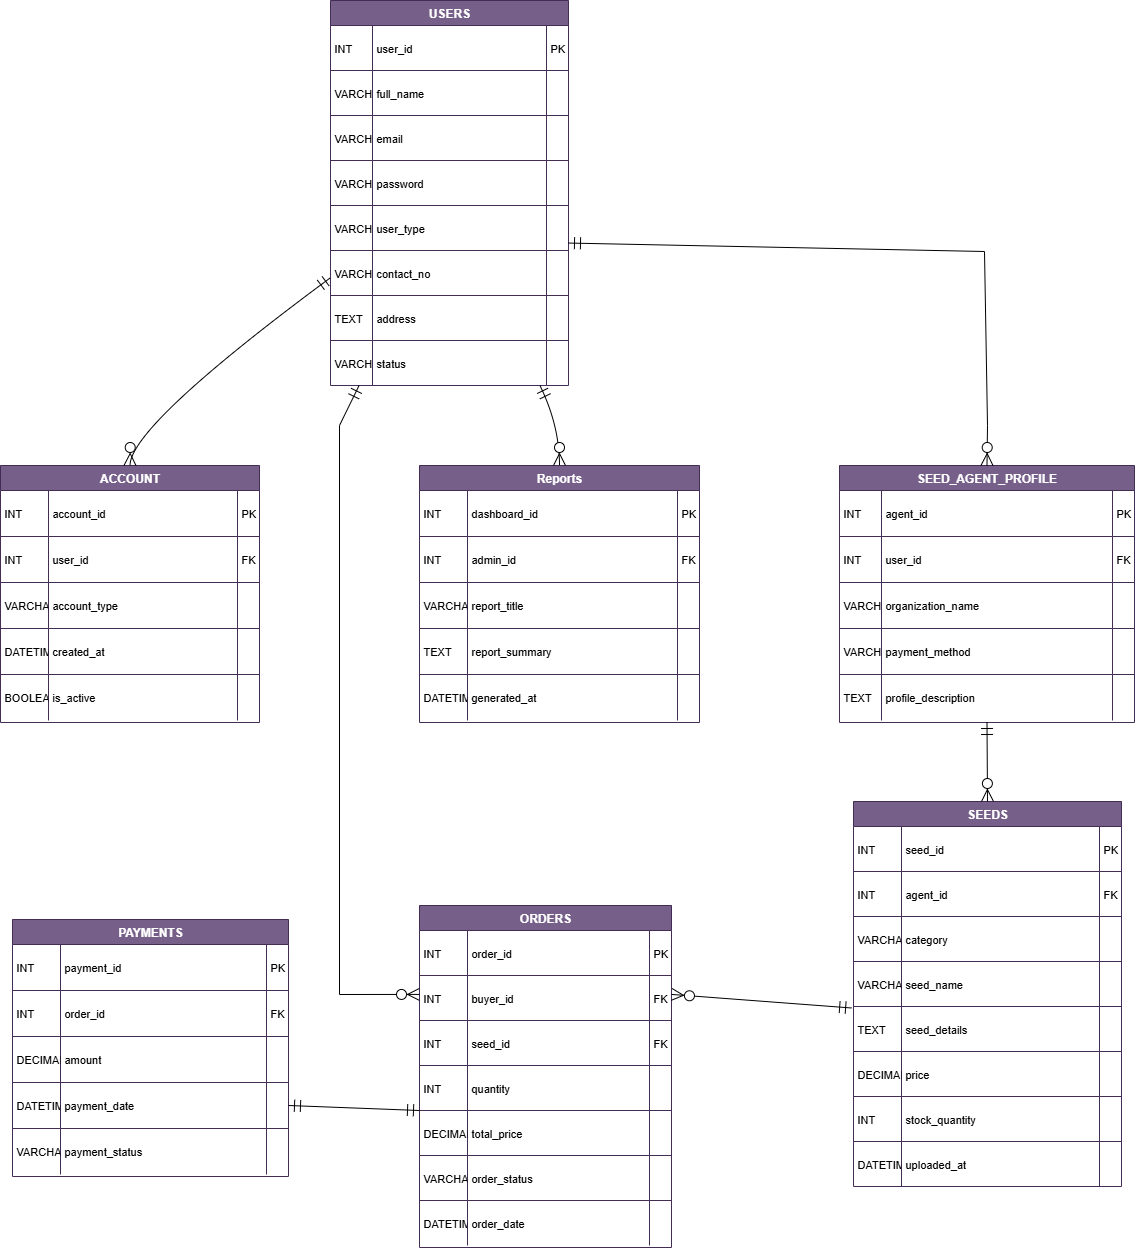 USERS
INT user_id PK
VARCH full_name
VARCH email
VARCH password
VARCH user_type
VARCH contact_no
TEXT address
VARCH status
ACCOUNT
INT account_id PK
INT user_id FK
VARCHA account_type
DATETIM created_at
BOOLEA is_active
Reports
INT dashboard_id PK
INT admin_id FK
VARCHA report_title
TEXT report_summary
DATETIM generated_at
SEED_AGENT_PROFILE
INT agent_id PK
INT user_id FK
VARCH organization_name
VARCH payment_method
TEXT profile_description
SEEDS
INT seed_id PK
INT agent_id FK
VARCHA category
VARCHA seed_name
TEXT seed_details
DECIMA price
INT stock_quantity
DATETIM uploaded_at
PAYMENTS
INT payment_id PK
INT order_id FK
DECIMA amount
DATETIM payment_date
VARCHA payment_status
ORDERS
INT order_id PK
INT buyer_id FK
INT seed_id FK
INT quantity
DECIMA total_price
VARCHA order_status
DATETIM order_date